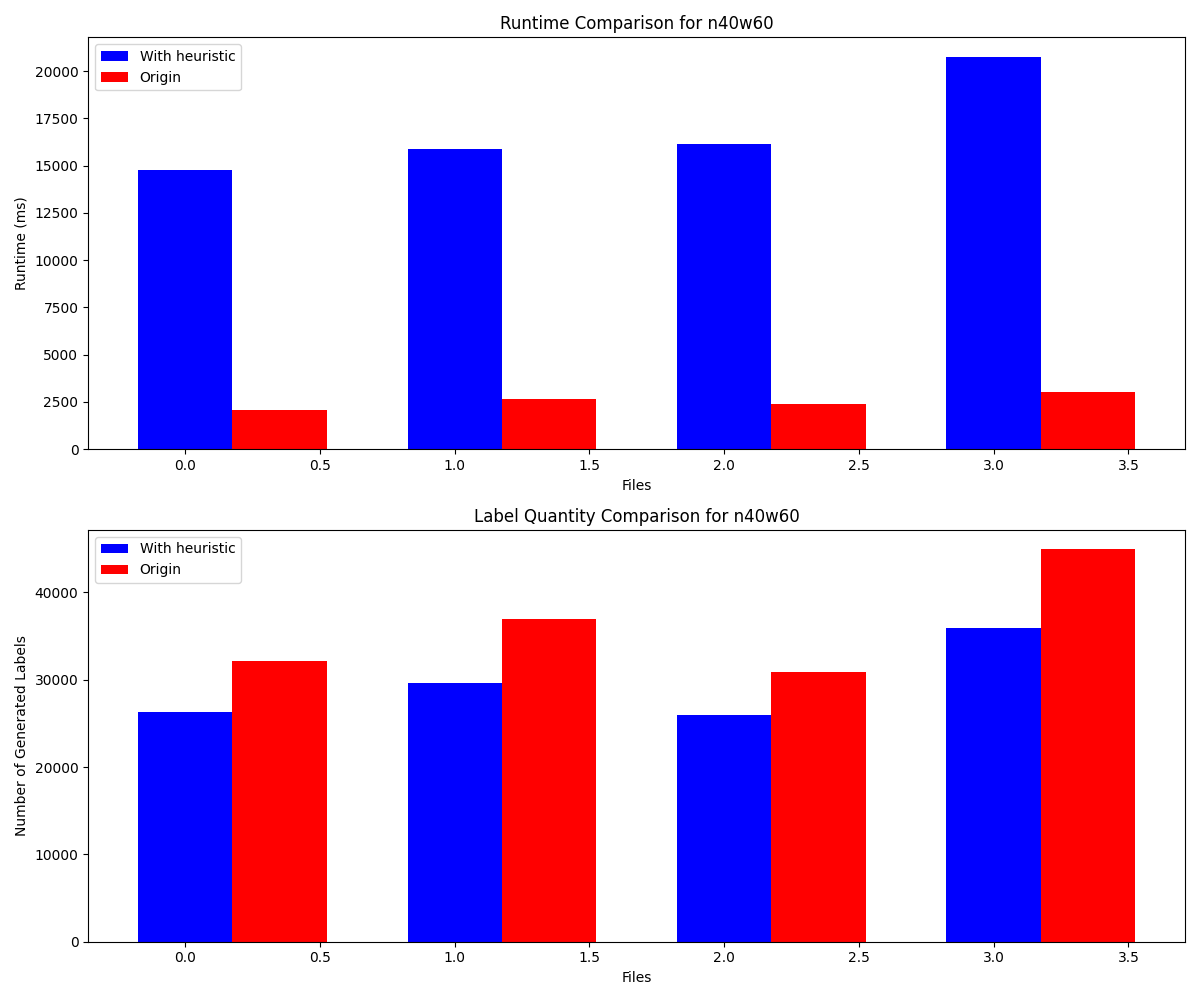 Runtime Comparison for n40w60
With heuristic
Origin
20000
17500
15000
12500
10000
7500
5000
2500
0
Runtime (ms)
0.0 0.5 1.0 1.5 2.0 2.5 3.0 3.5
Files
Label Quantity Comparison for n40w60
With heuristic
Origin
40000
30000
20000
10000
0
Number of Generated Labels
0.0 0.5 1.0 1.5 2.0 2.5 3.0 3.5
Files